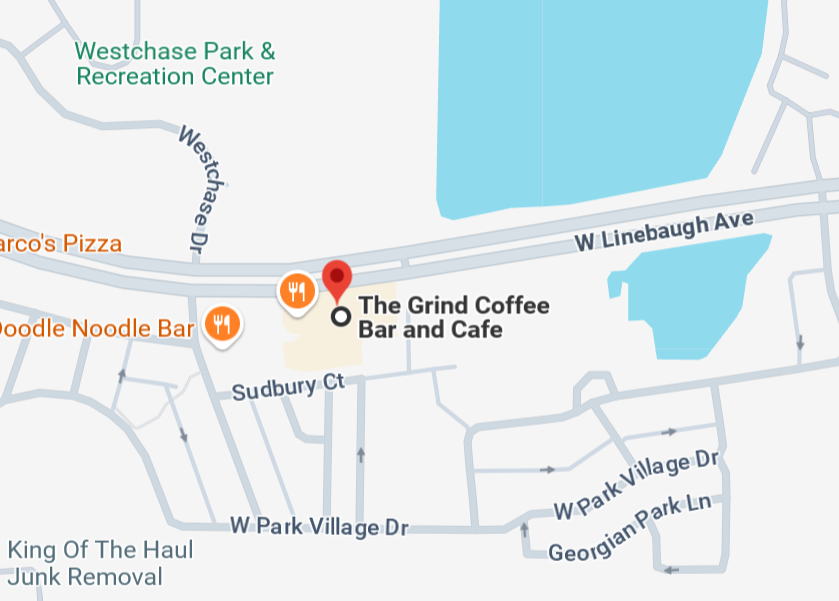 Westchase Park &
Recreation Center
Westchase Dr
arco's Pizza
W Linebaugh Ave
The Grind Coffee
Bar and Cafe
Doodle Noodle Bar
Sudbury Ct
W Park Village Dr
W Park Village Dr
Georgian Park Ln
King Of The Haul
Junk Removal